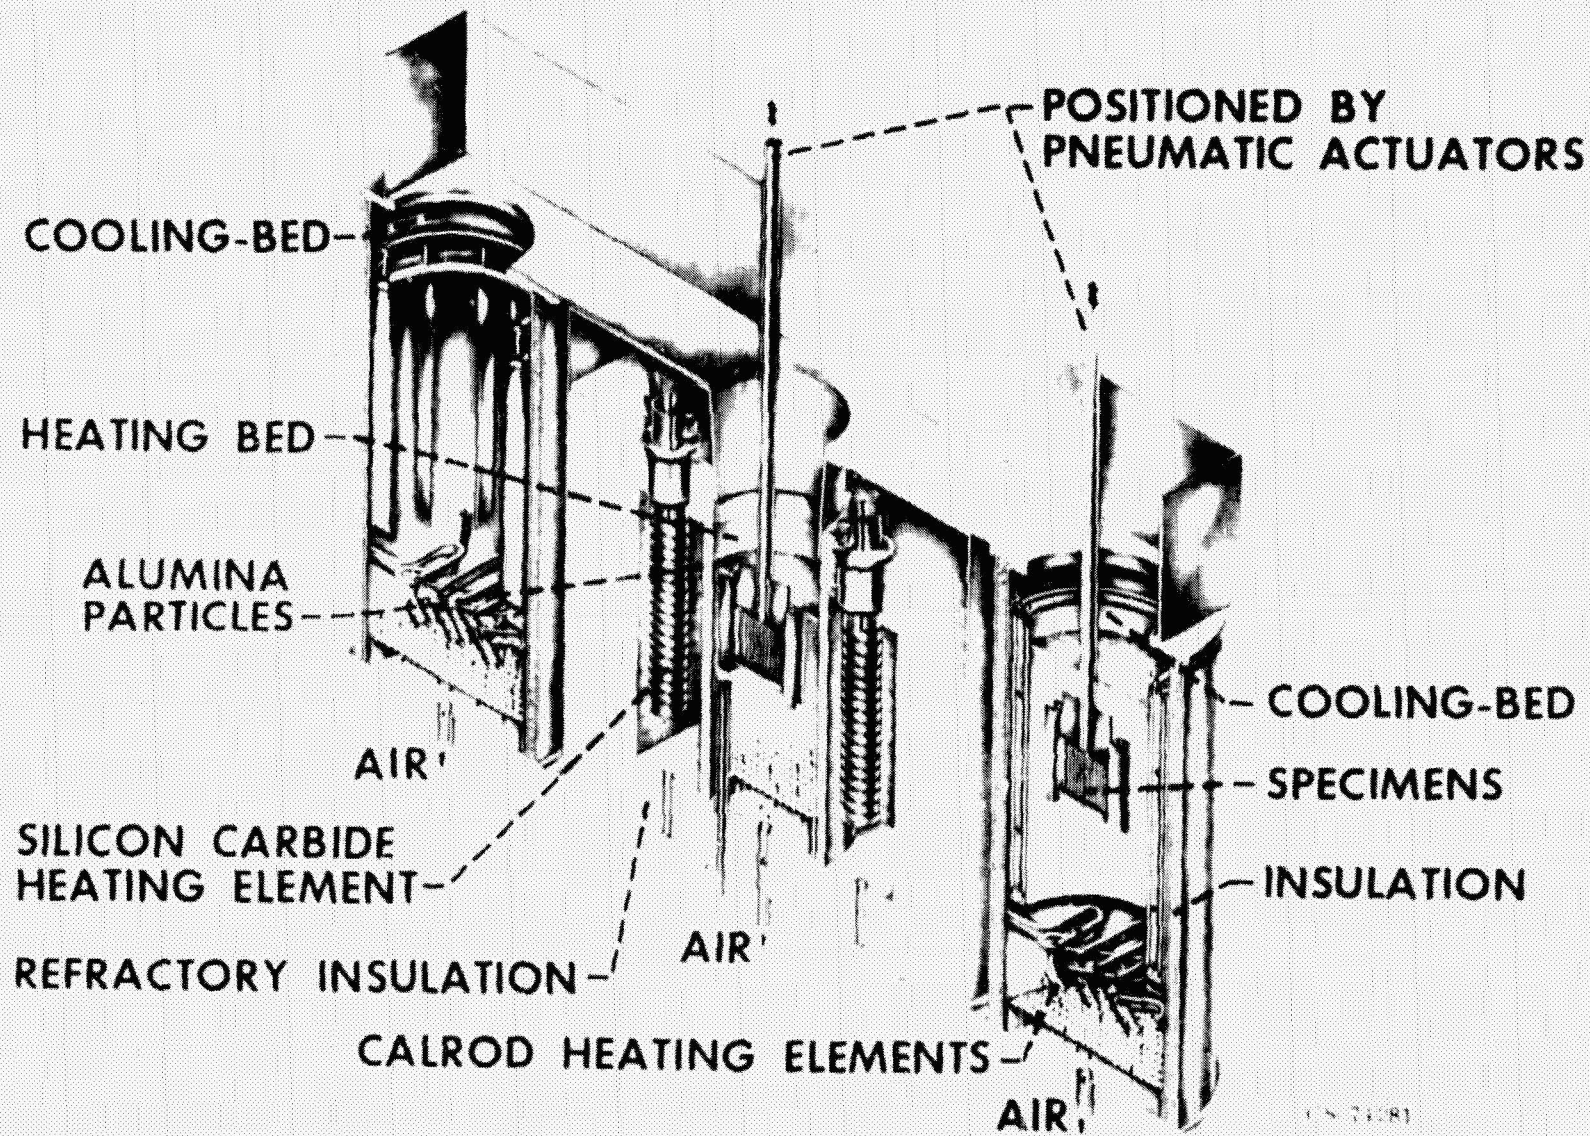 POSITIONED BY
PNEUMATIC ACTUATORS
COOLING-BED
HEATING BED
ALUMINA
PARTICLES
COOLING-BED
AIR
SPECIMENS
SILICON CARBIDE
HEATING ELEMENT
INSULATION
AIR
REFRACTORY INSULATION
CALROD HEATING ELEMENTS
AIR